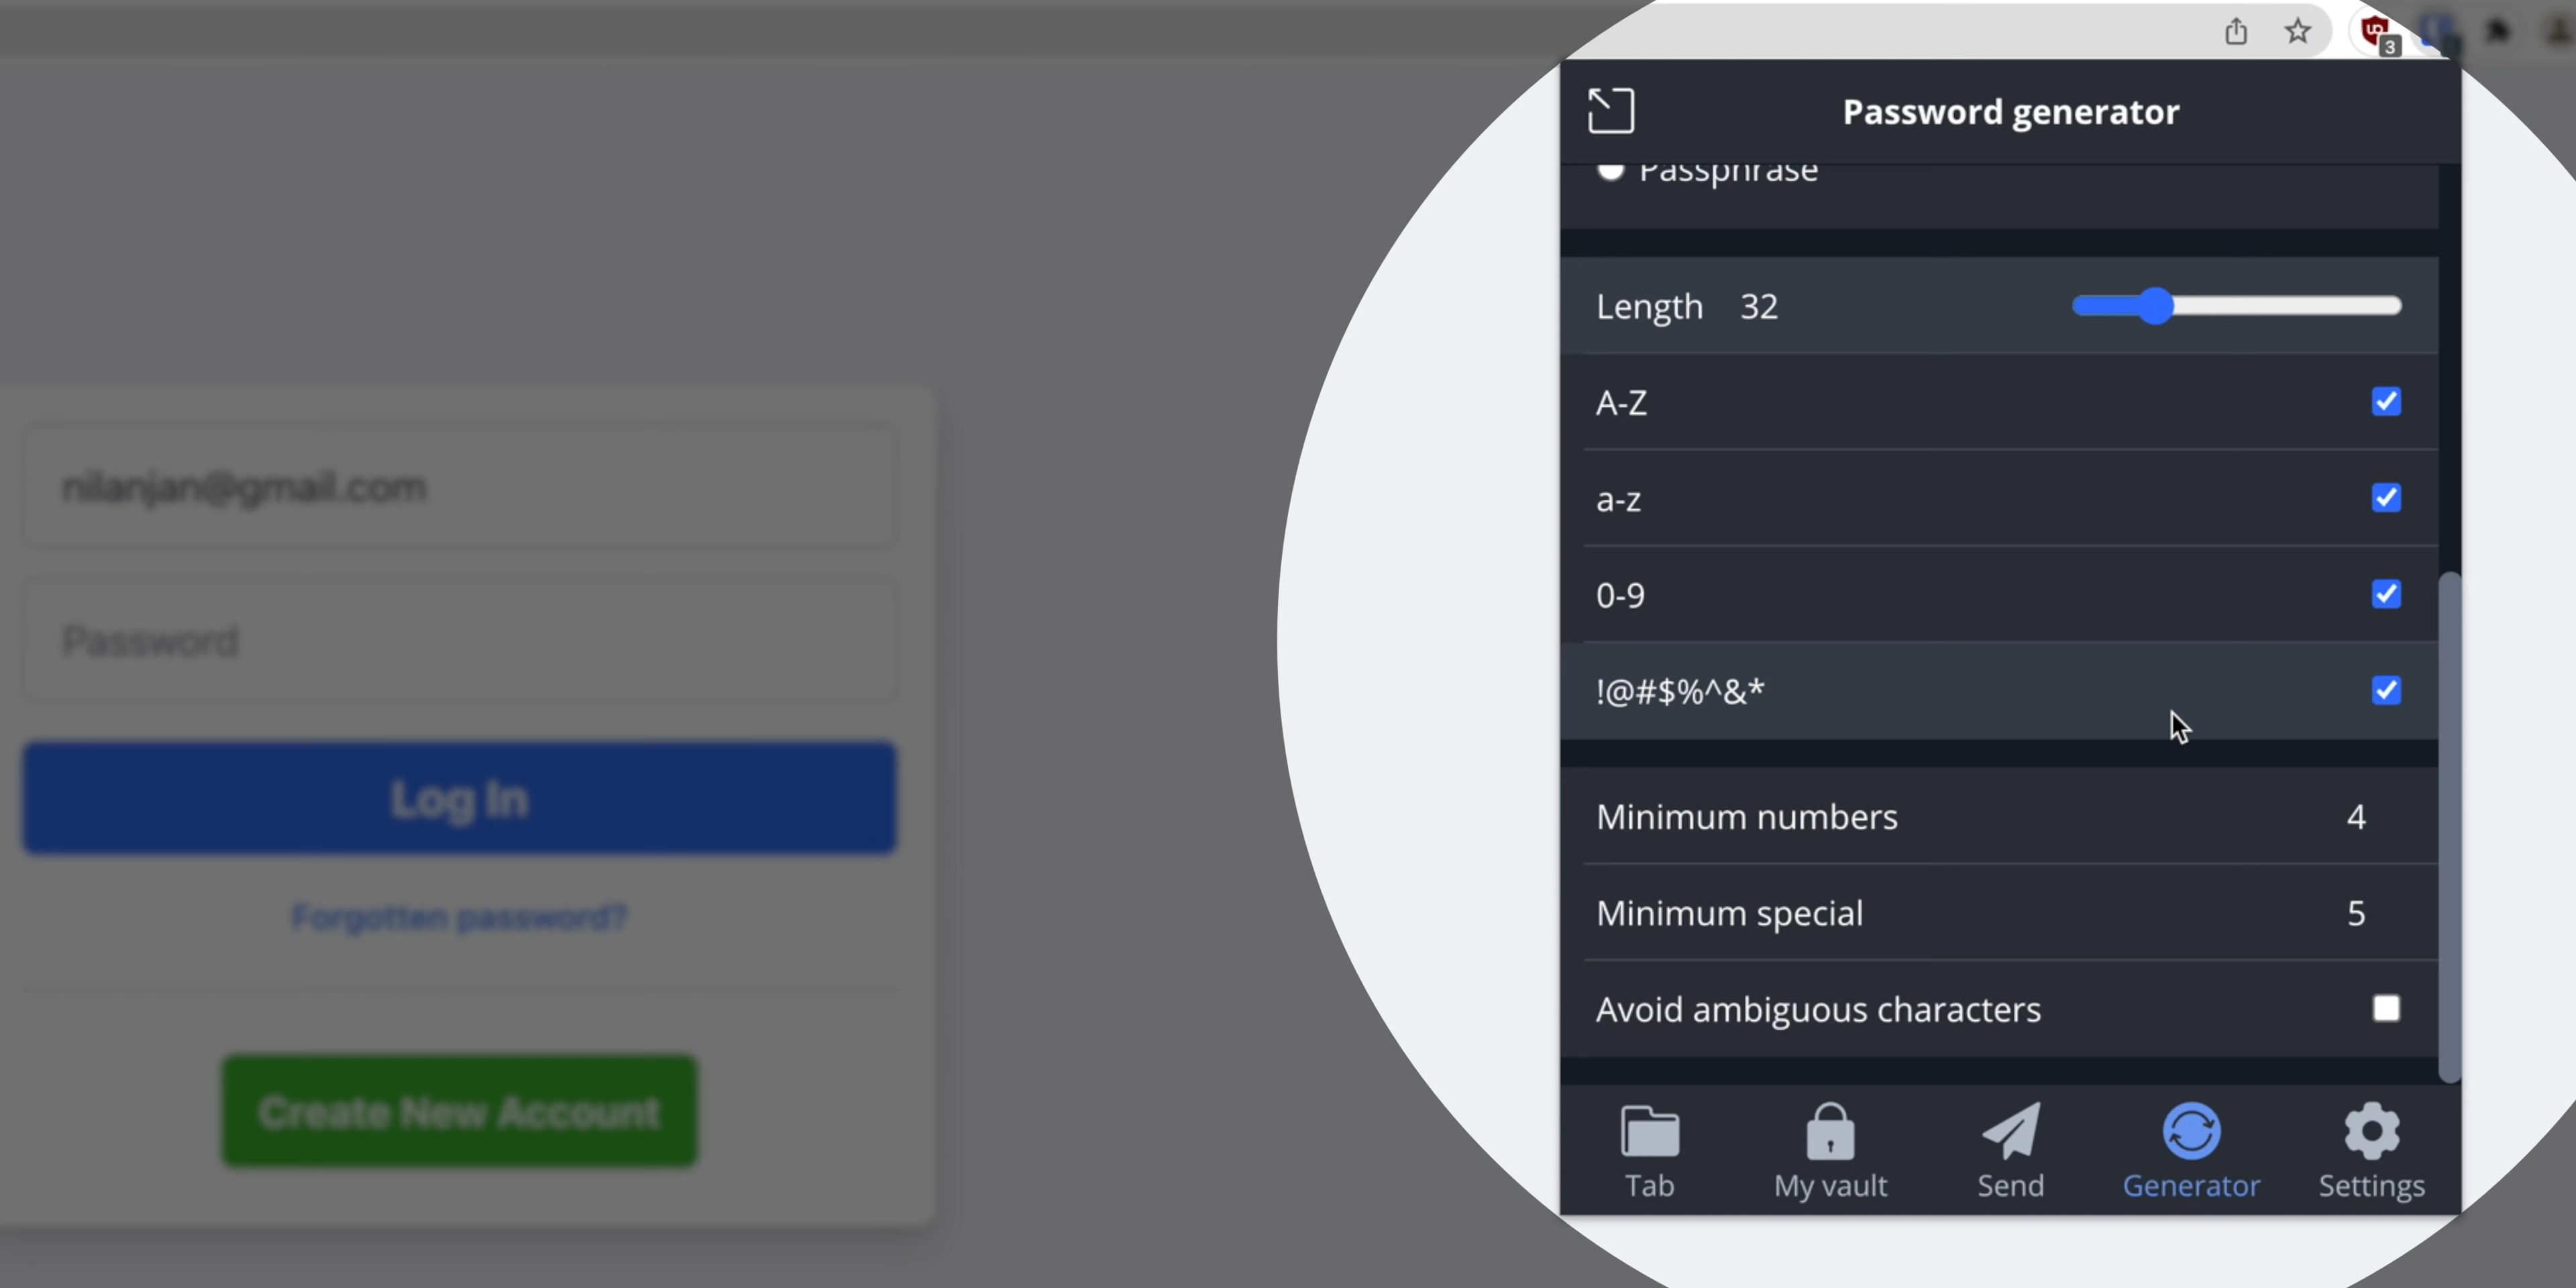 nilanjan@gmail.com
Password
Log In
Forgotten password?
Create New Account
3
Password generator
Passphrase
Length 32
A-Z
a-z
0-9
!@#$%^&*
Minimum numbers 4
Minimum special 5
Avoid ambiguous characters
Tab My vault Send Generator Settings